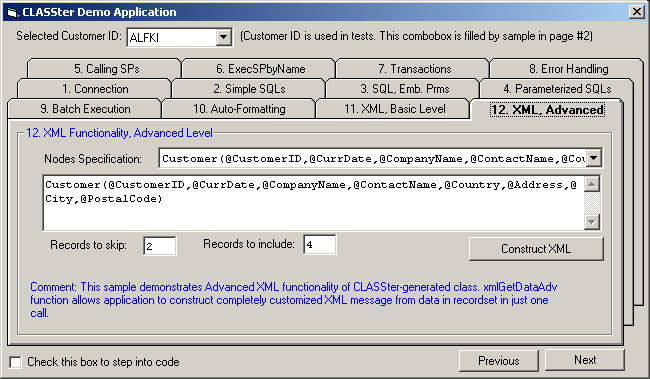 CLASSter Demo Application
Selected Customer ID: ALFKI (Customer ID is used in tests. This combobox is filled by sample in page #2)
5. Calling SPs 6. ExecSPbyName 7. Transactions 8. Error Handling
1. Connection 2. Simple SQLs 3. SQL, Emb. Prms 4. Parameterized SQLs
9. Batch Execution 10. Auto-Formatting 11. XML, Basic Level 12. XML, Advanced
12. XML Functionality, Advanced Level
Nodes Specification: Customer(@CustomerID,@CurrDate,@CompanyName,@ContactName,@Cou
Customer(@CustomerID,@CurrDate,@CompanyName,@ContactName,@Country,@Address,@
City,@PostalCode)
Records to skip: 2 Records to include: 4
Construct XML
Comment: This sample demonstrates Advanced XML functionality of CLASSter-generated class. xmlGetDataAdv
function allows application to construct completely customized XML message from data in recordset in just one
call.
Check this box to step into code Previous Next